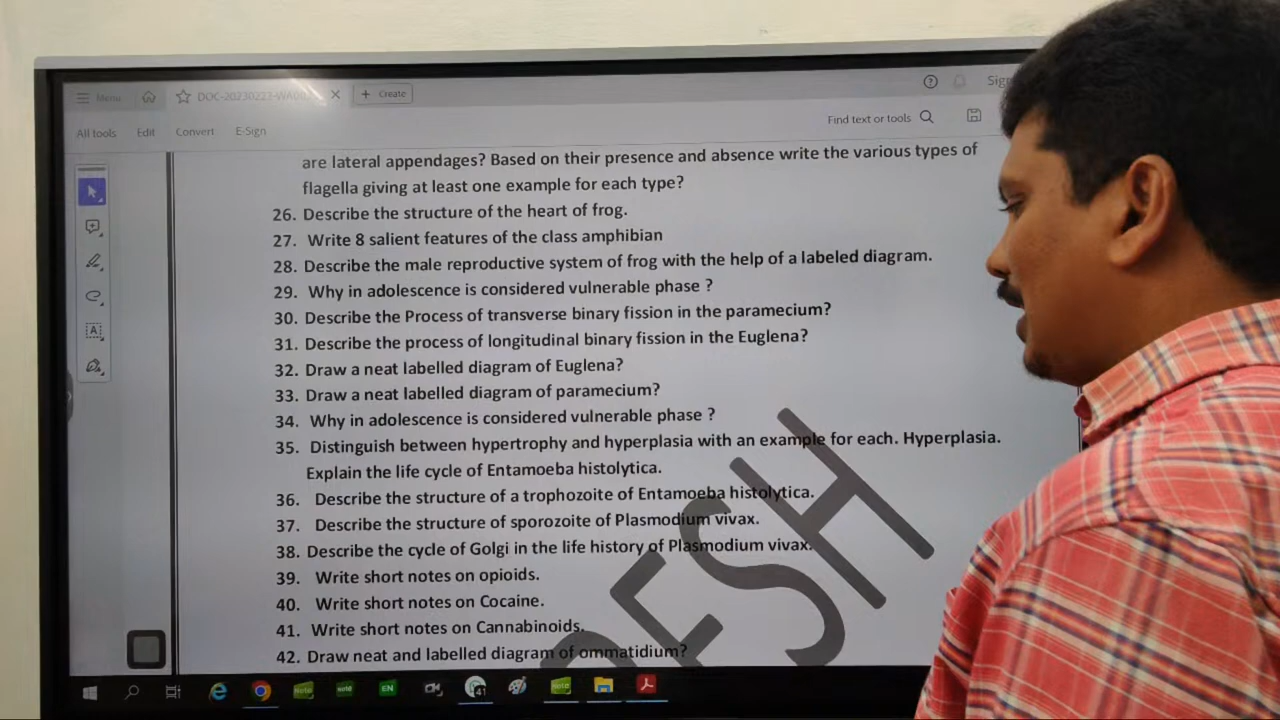 Menu
DOC-20230227-WA00
Create
Sign
All tools
Edit
Convert
E-Sign
Find text or tools
are lateral appendages? Based on their presence and absence write the various types of
flagella giving at least one example for each type?
26. Describe the structure of the heart of frog.
27. Write 8 salient features of the class amphibian
28. Describe the male reproductive system of frog with the help of a labeled diagram.
29. Why in adolescence is considered vulnerable phase ?
30. Describe the Process of transverse binary fission in the paramecium?
31. Describe the process of longitudinal binary fission in the Euglena?
32. Draw a neat labelled diagram of Euglena?
33. Draw a neat labelled diagram of paramecium?
34. Why in adolescence is considered vulnerable phase ?
35. Distinguish between hypertrophy and hyperplasia with an example for each. Hyperplasia.
Explain the life cycle of Entamoeba histolytica.
36. Describe the structure of a trophozoite of Entamoeba histolytica.
37. Describe the structure of sporozoite of Plasmodium vivax.
38. Describe the cycle of Golgi in the life history of Plasmodium vivax.
39. Write short notes on opioids.
40. Write short notes on Cocaine.
41. Write short notes on Cannabinoids.
42. Draw neat and labelled diagram of ommatidium?
ESH
EN
41